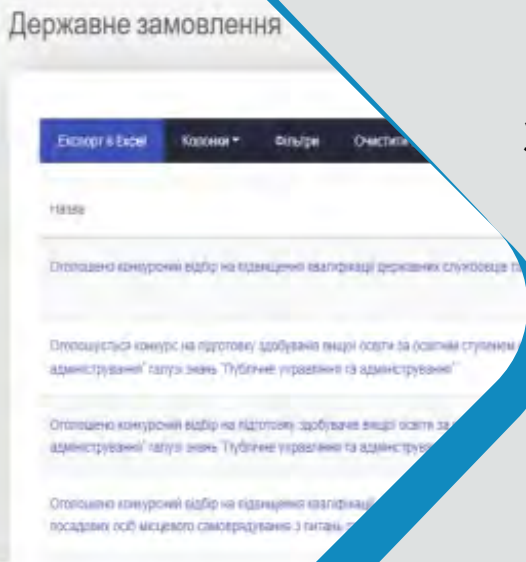 Державне замовлення
Експорт в Excel Колонки Фільтри Очистити
Назва
Оголошено конкурсний відбір на підвищення кваліфікації державних службовців
Оголошується конкурс на підготовку здобувачів вищої освіти за освітнім ступенем
адміністрування" галузі знань "Публічне управління та адміністрування"
Оголошено конкурсний відбір на підготовку здобувачів вищої освіти за
адміністрування" галузі знань "Публічне управління та адміністрування"
Оголошено конкурсний відбір на підвищення кваліфікації
посадових осіб місцевого самоврядування з питань